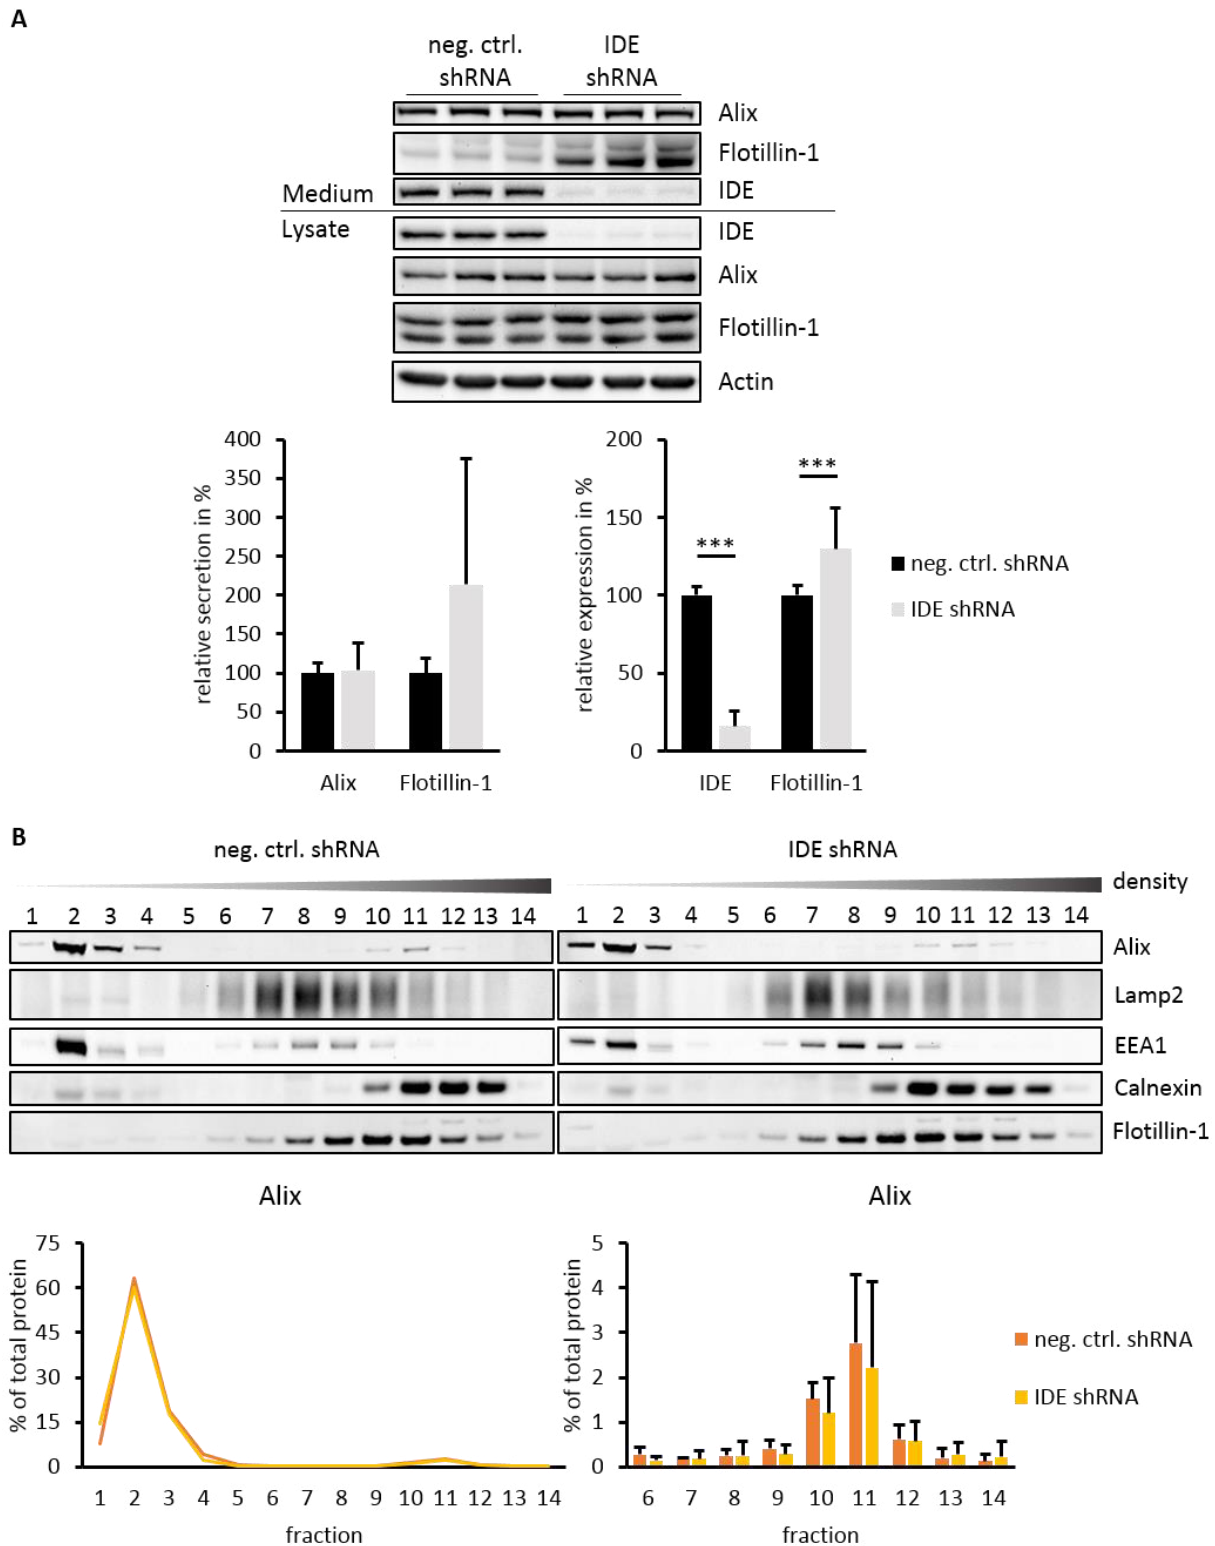 A
neg. ctrl. shRNA
IDE shRNA
Alix
Flotillin-1
Medium
IDE
Lysate
IDE
Alix
Flotillin-1
Actin
relative secretion in %
400
350
300
250
200
150
100
50
0
Alix
Flotillin-1
relative expression in %
200
150
100
50
0
***
***
IDE
Flotillin-1
neg. ctrl. shRNA
IDE shRNA
B
neg. ctrl. shRNA
IDE shRNA
density
1 2 3 4 5 6 7 8 9 10 11 12 13 14
1 2 3 4 5 6 7 8 9 10 11 12 13 14
Alix
Lamp2
EEA1
Calnexin
Flotillin-1
Alix
% of total protein
75
60
45
30
15
0
1 2 3 4 5 6 7 8 9 10 11 12 13 14
fraction
Alix
% of total protein
5
4
3
2
1
0
6 7 8 9 10 11 12 13 14
fraction
neg. ctrl. shRNA
IDE shRNA